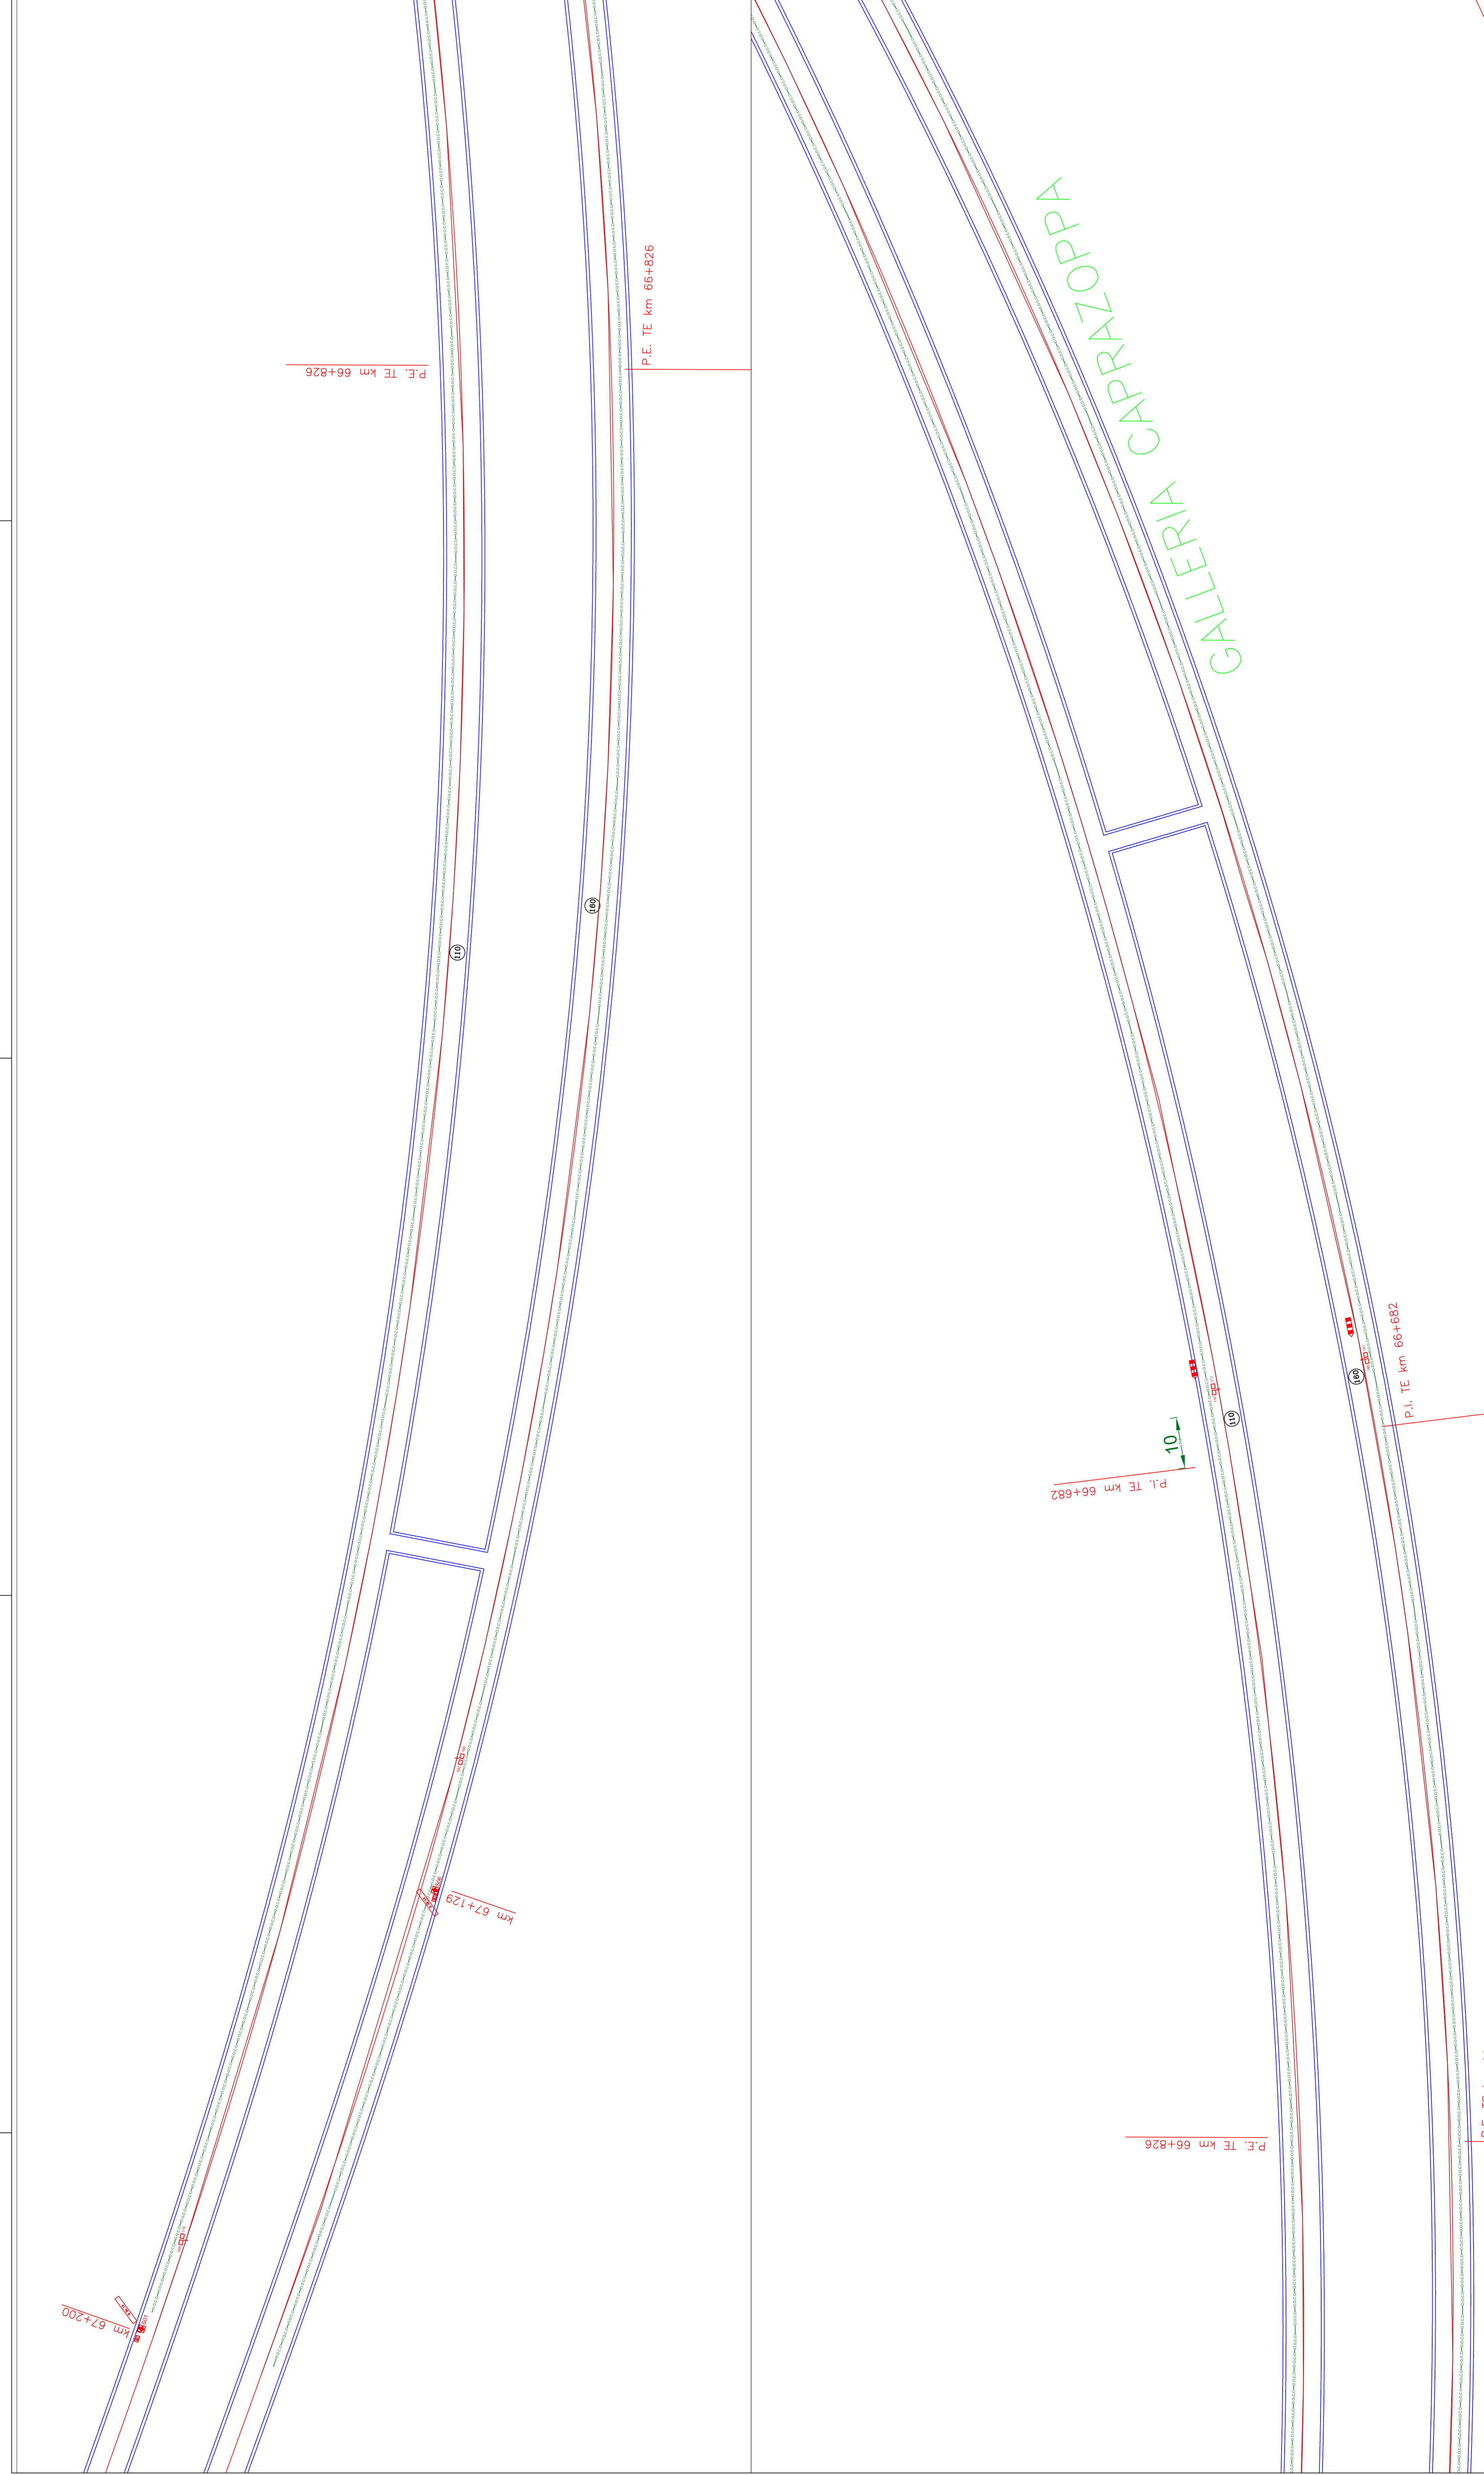 P.E. TE km 66+826
P.E. TE km 66+826
GALLERIA CAPRAZOPPA
160
110
P.I. TE km 66+682
160
110
10
P.I. TE km 66+682
km 67+129
P.E. TE km 66+826
km 67+200